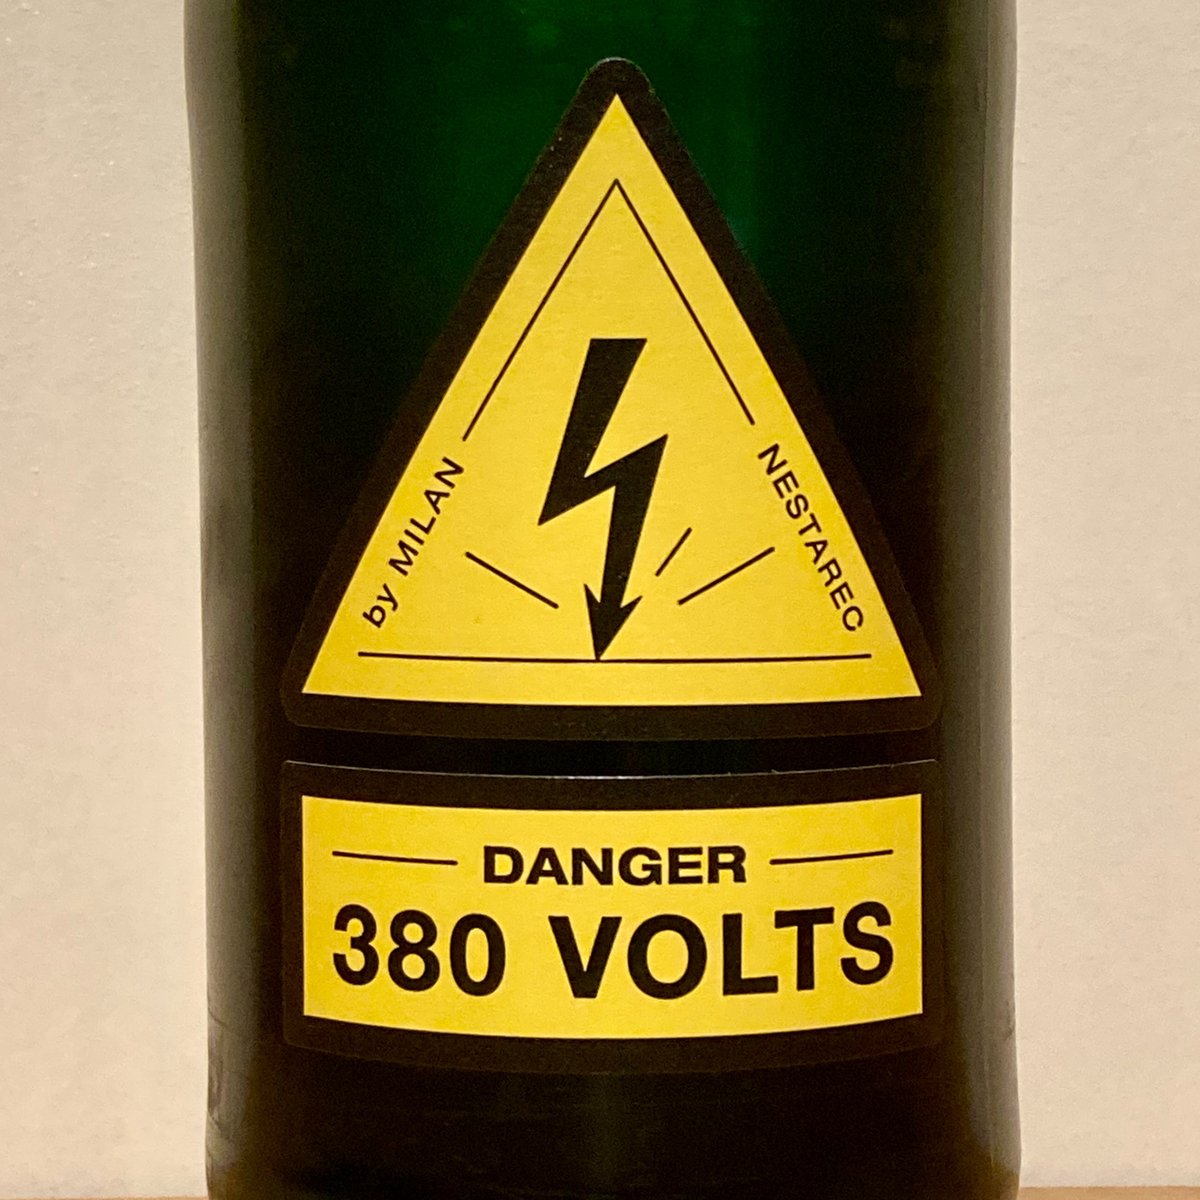 by MILAN
NESTAREC
DANGER
380 VOLTS